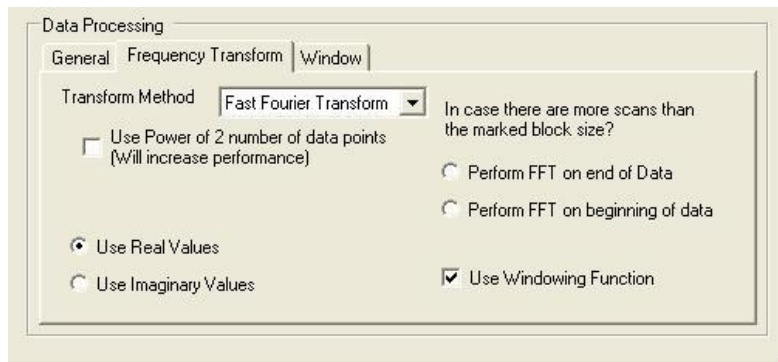 Data Processing
General Frequency Transform Window
Transform Method Fast Fourier Transform
Use Power of 2 number of data points
(Will increase performance)
In case there are more scans than
the marked block size?
Perform FFT on end of Data
Perform FFT on beginning of data
Use Real Values
Use Imaginary Values
Use Windowing Function